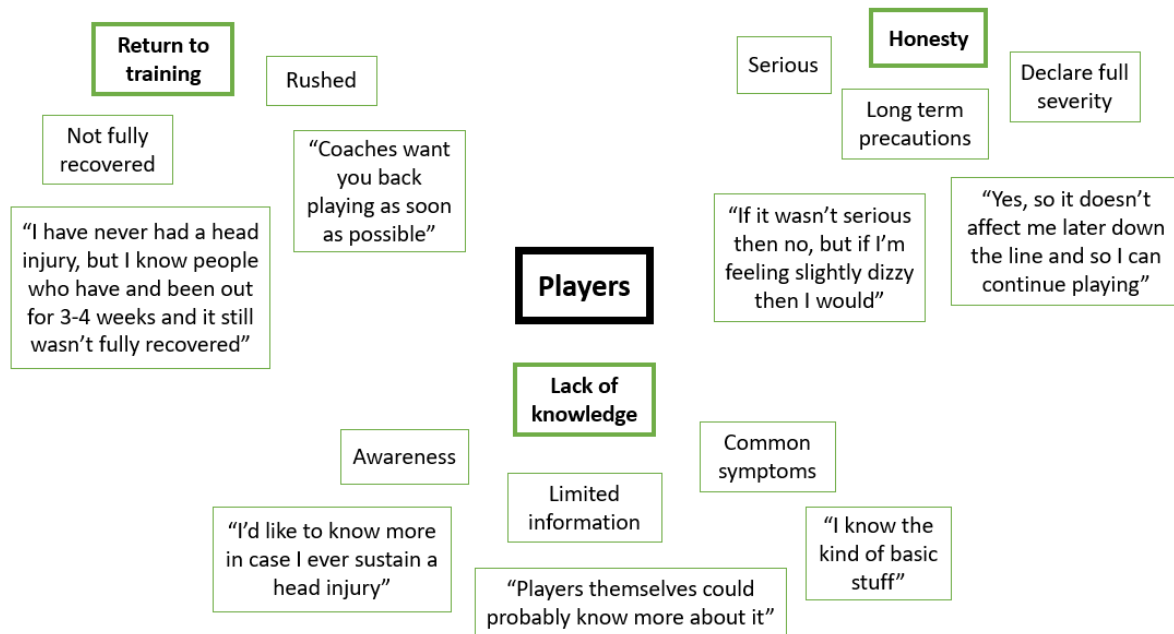 Return to
training
Rushed
Not fully
recovered
“Coaches want
you back
playing as soon
as possible”
“I have never had a head
injury, but I know people
who have and been out
for 3-4 weeks and it still
wasn’t fully recovered”
Honesty
Serious
Declare full
severity
Long term
precautions
“If it wasn’t serious
then no, but if I’m
feeling slightly dizzy
then I would”
“Yes, so it doesn’t
affect me later down
the line and so I can
continue playing”
Players
Lack of
knowledge
Awareness
Common
symptoms
Limited
information
“I’d like to know more
in case I ever sustain a
head injury”
“Players themselves could
probably know more about it”
“I know the
kind of basic
stuff”